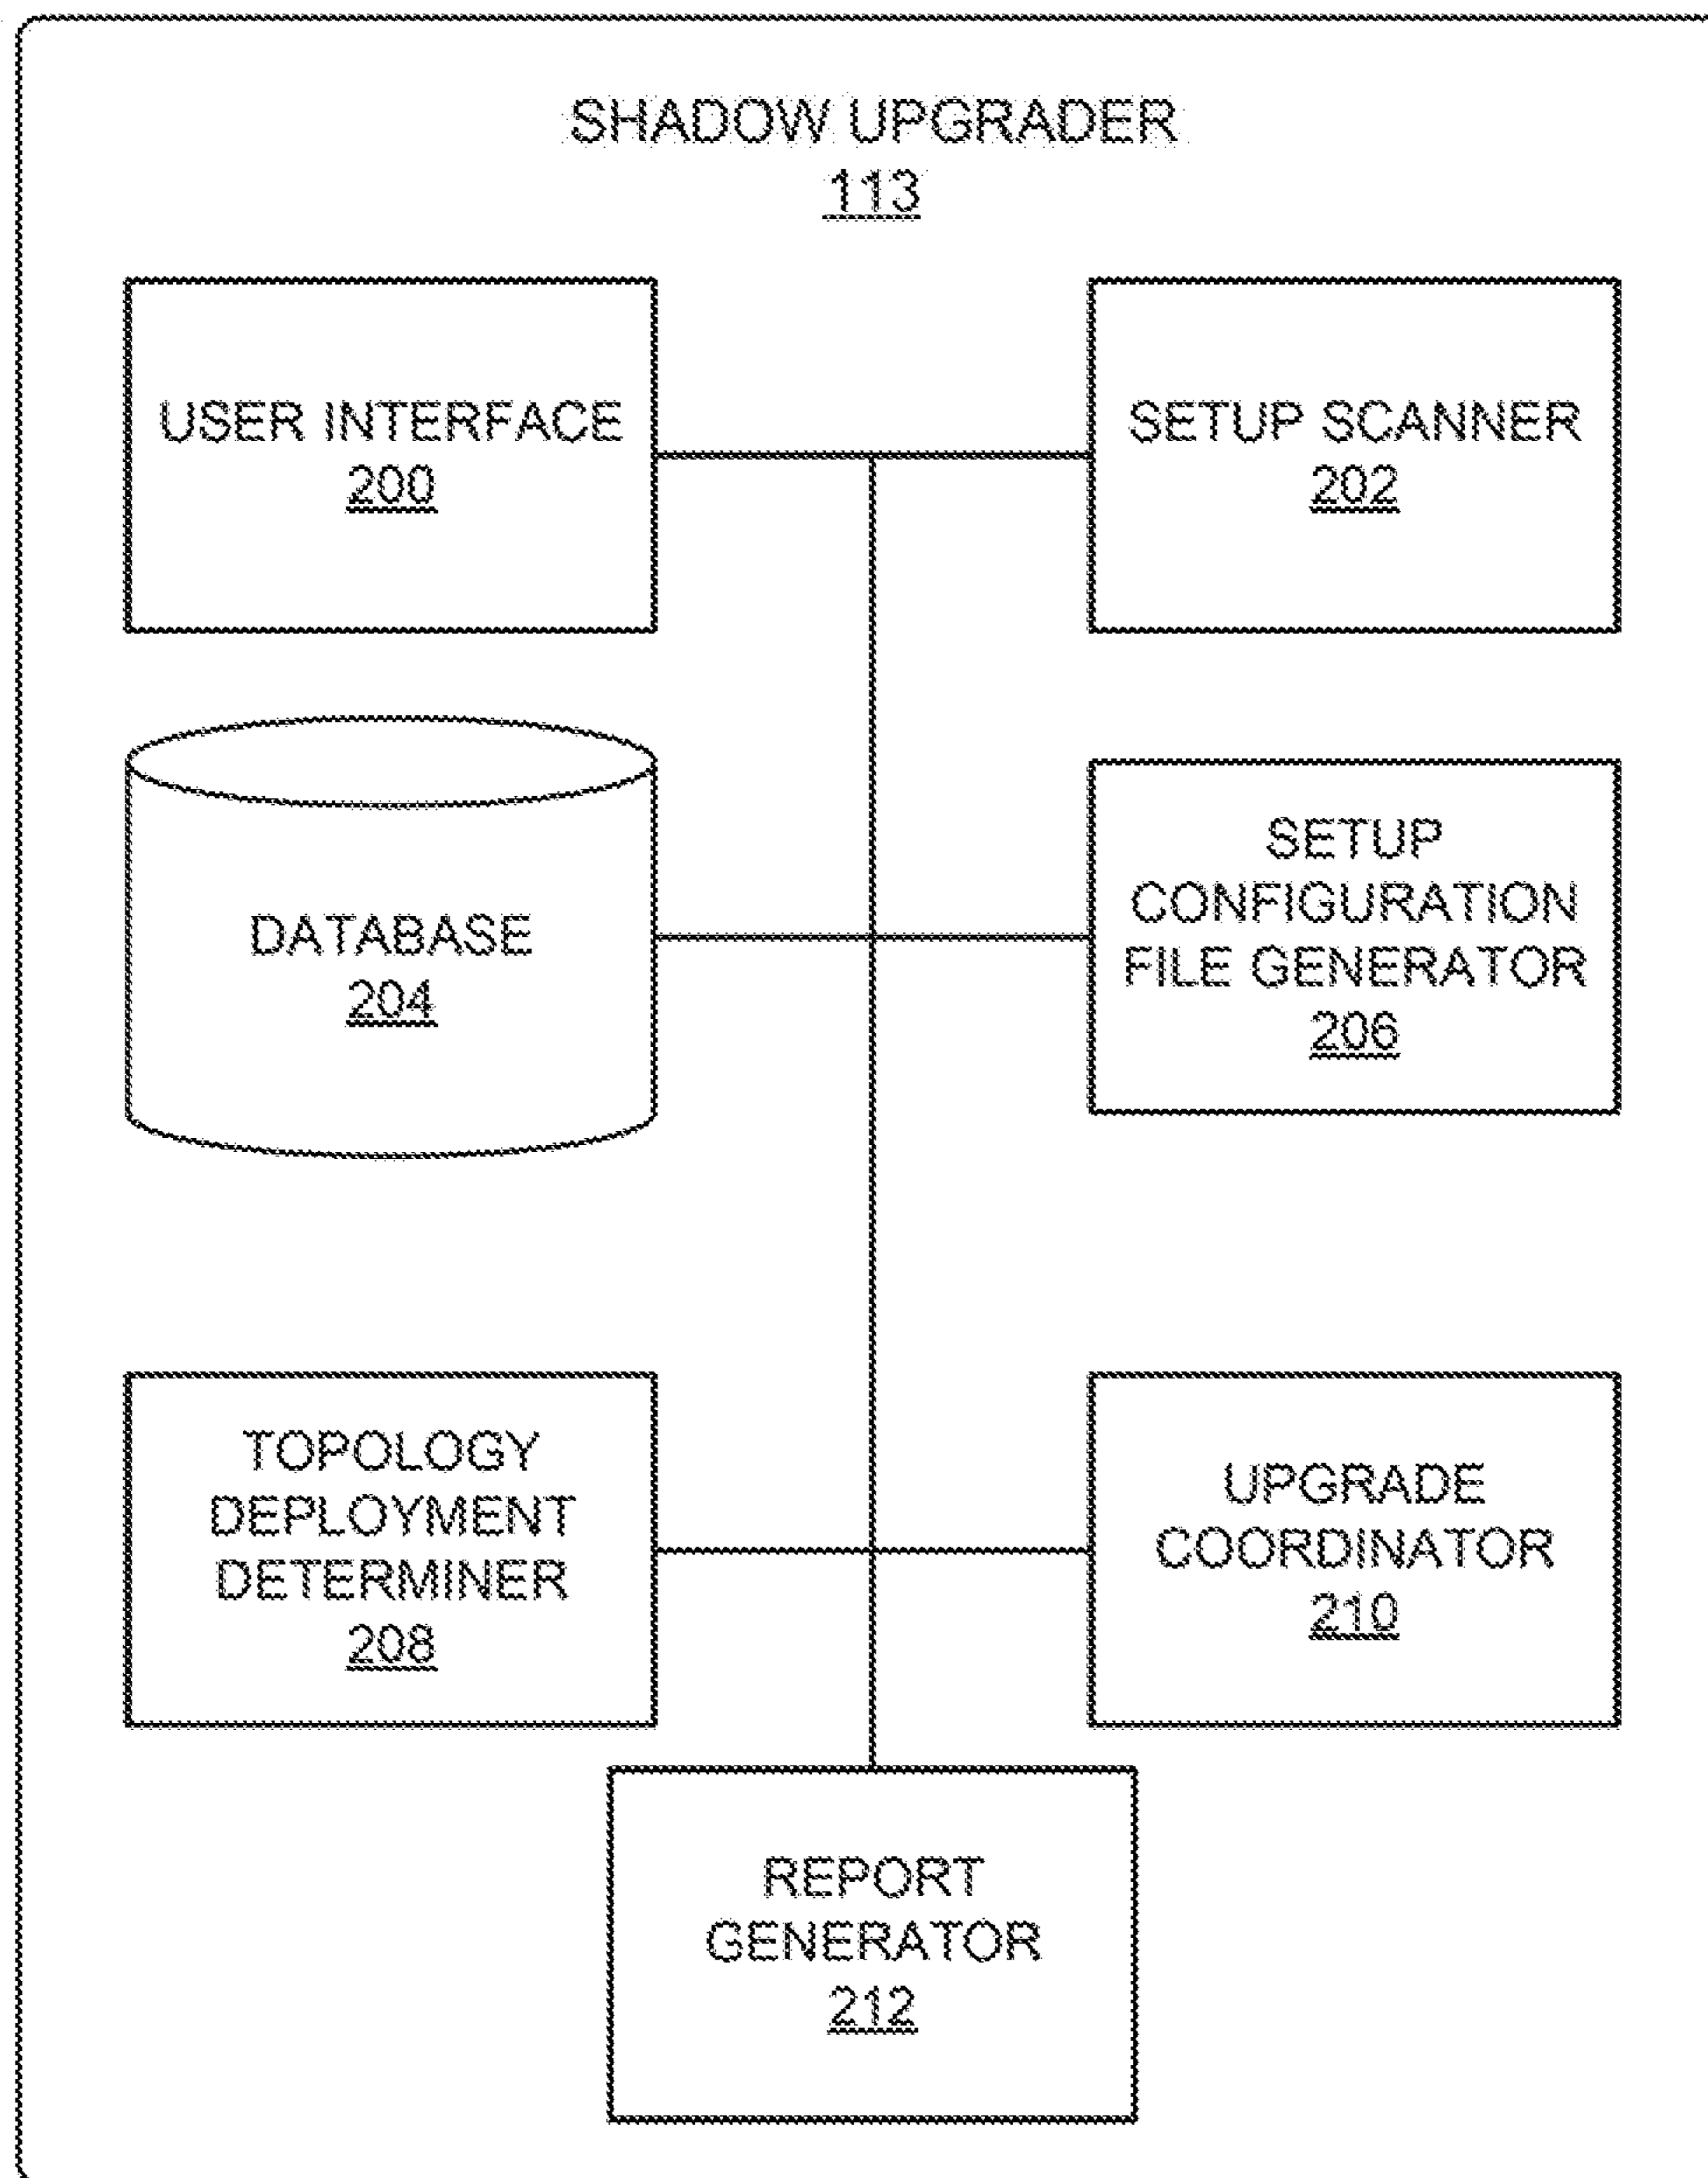 SHADOW UPGRADER
113
USER INTERFACE
200
SETUP SCANNER
202
DATABASE
204
SETUP
CONFIGURATION
FILE GENERATOR
206
TOPOLOGY
DEPLOYMENT
DETERMINER
208
UPGRADE
COORDINATOR
210
REPORT
GENERATOR
212